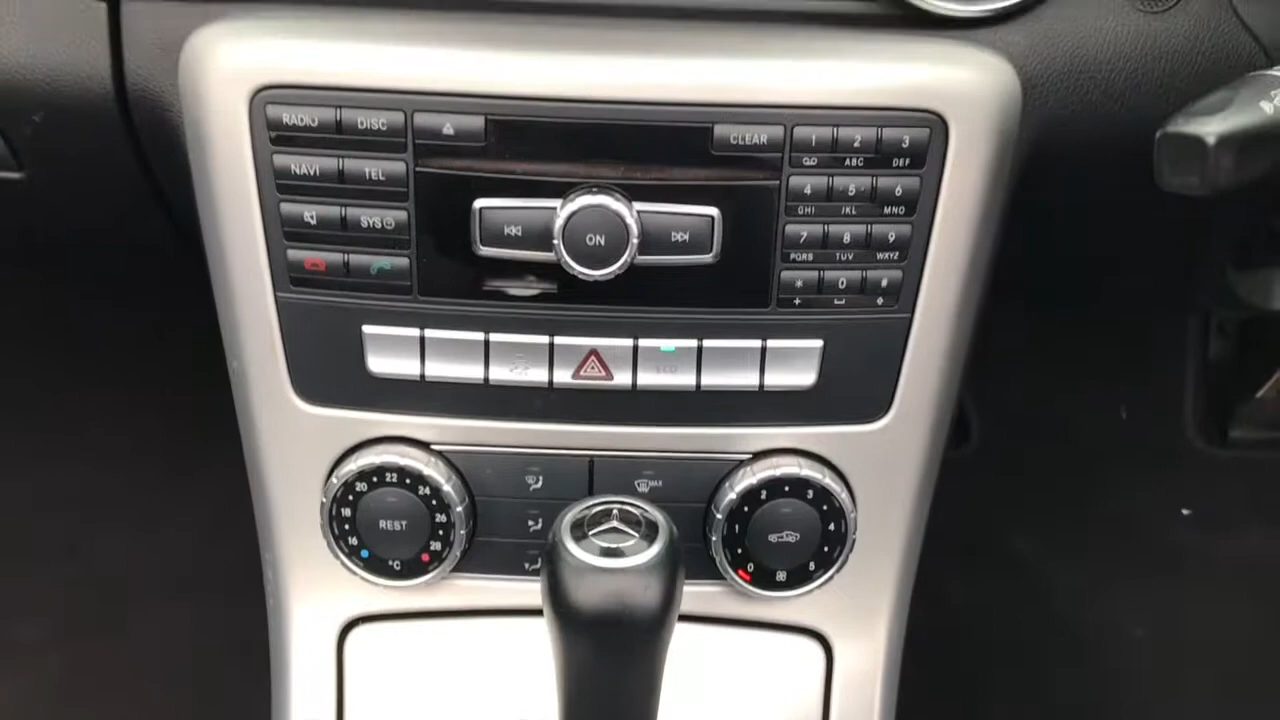 RADIO DISC CLEAR 1 2 3
ABC DEF
NAVI TEL
4 5 6
GHI JKL MNO
SYS
ON
7 8 9
PQRS TUV WXYZ
* 0 #
+
ECO
MAX
20 22 24
18 26
16 28
REST
°C
2 3
1 4
0 5